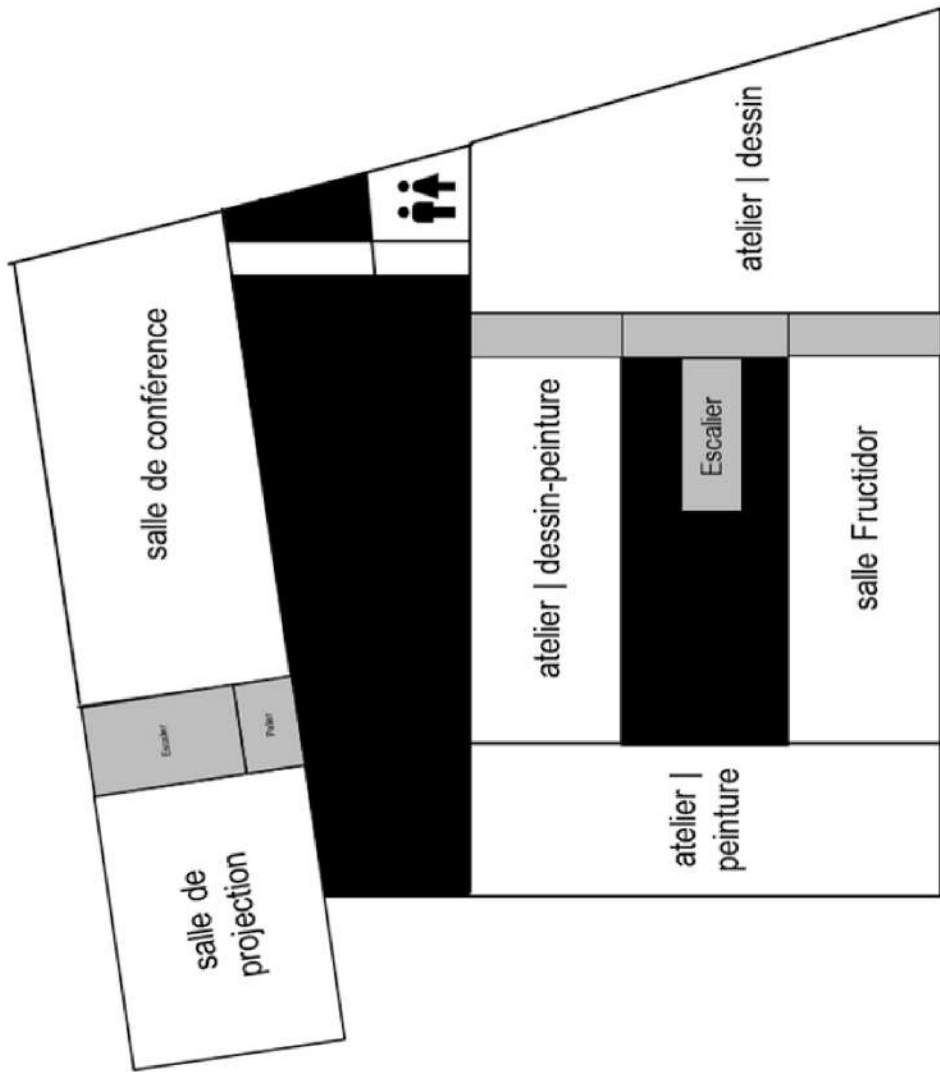 salle de conférence
Escalier
Palier
salle de
projection
atelier | dessin
atelier | dessin-peinture
Escalier
salle Fructidor
atelier |
peinture